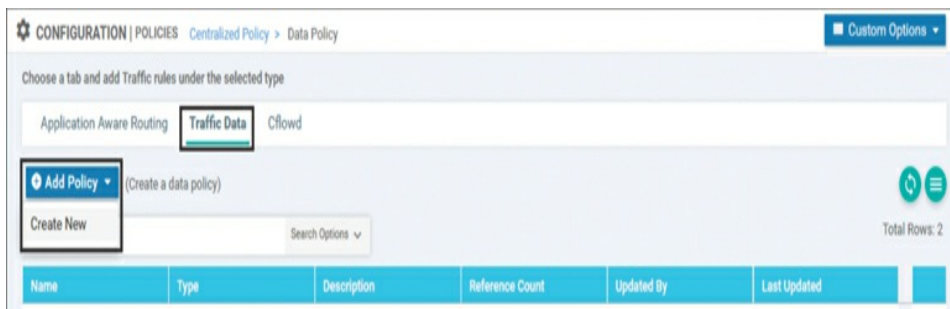 CONFIGURATION | POLICIES Centralized Policy > Data Policy
Custom Options
Choose a tab and add Traffic rules under the selected type
Application Aware Routing Traffic Data Cflowd
Add Policy (Create a data policy)
Create New
Search Options
Total Rows: 2
Name Type Description Reference Count Updated By Last Updated